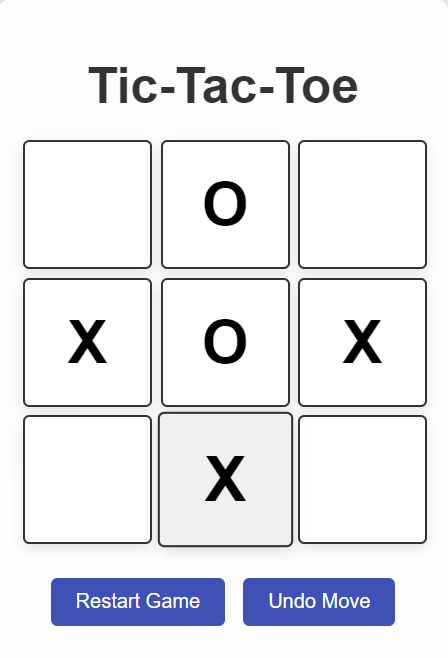 Tic-Tac-Toe
O
X O X
X
Restart Game Undo Move